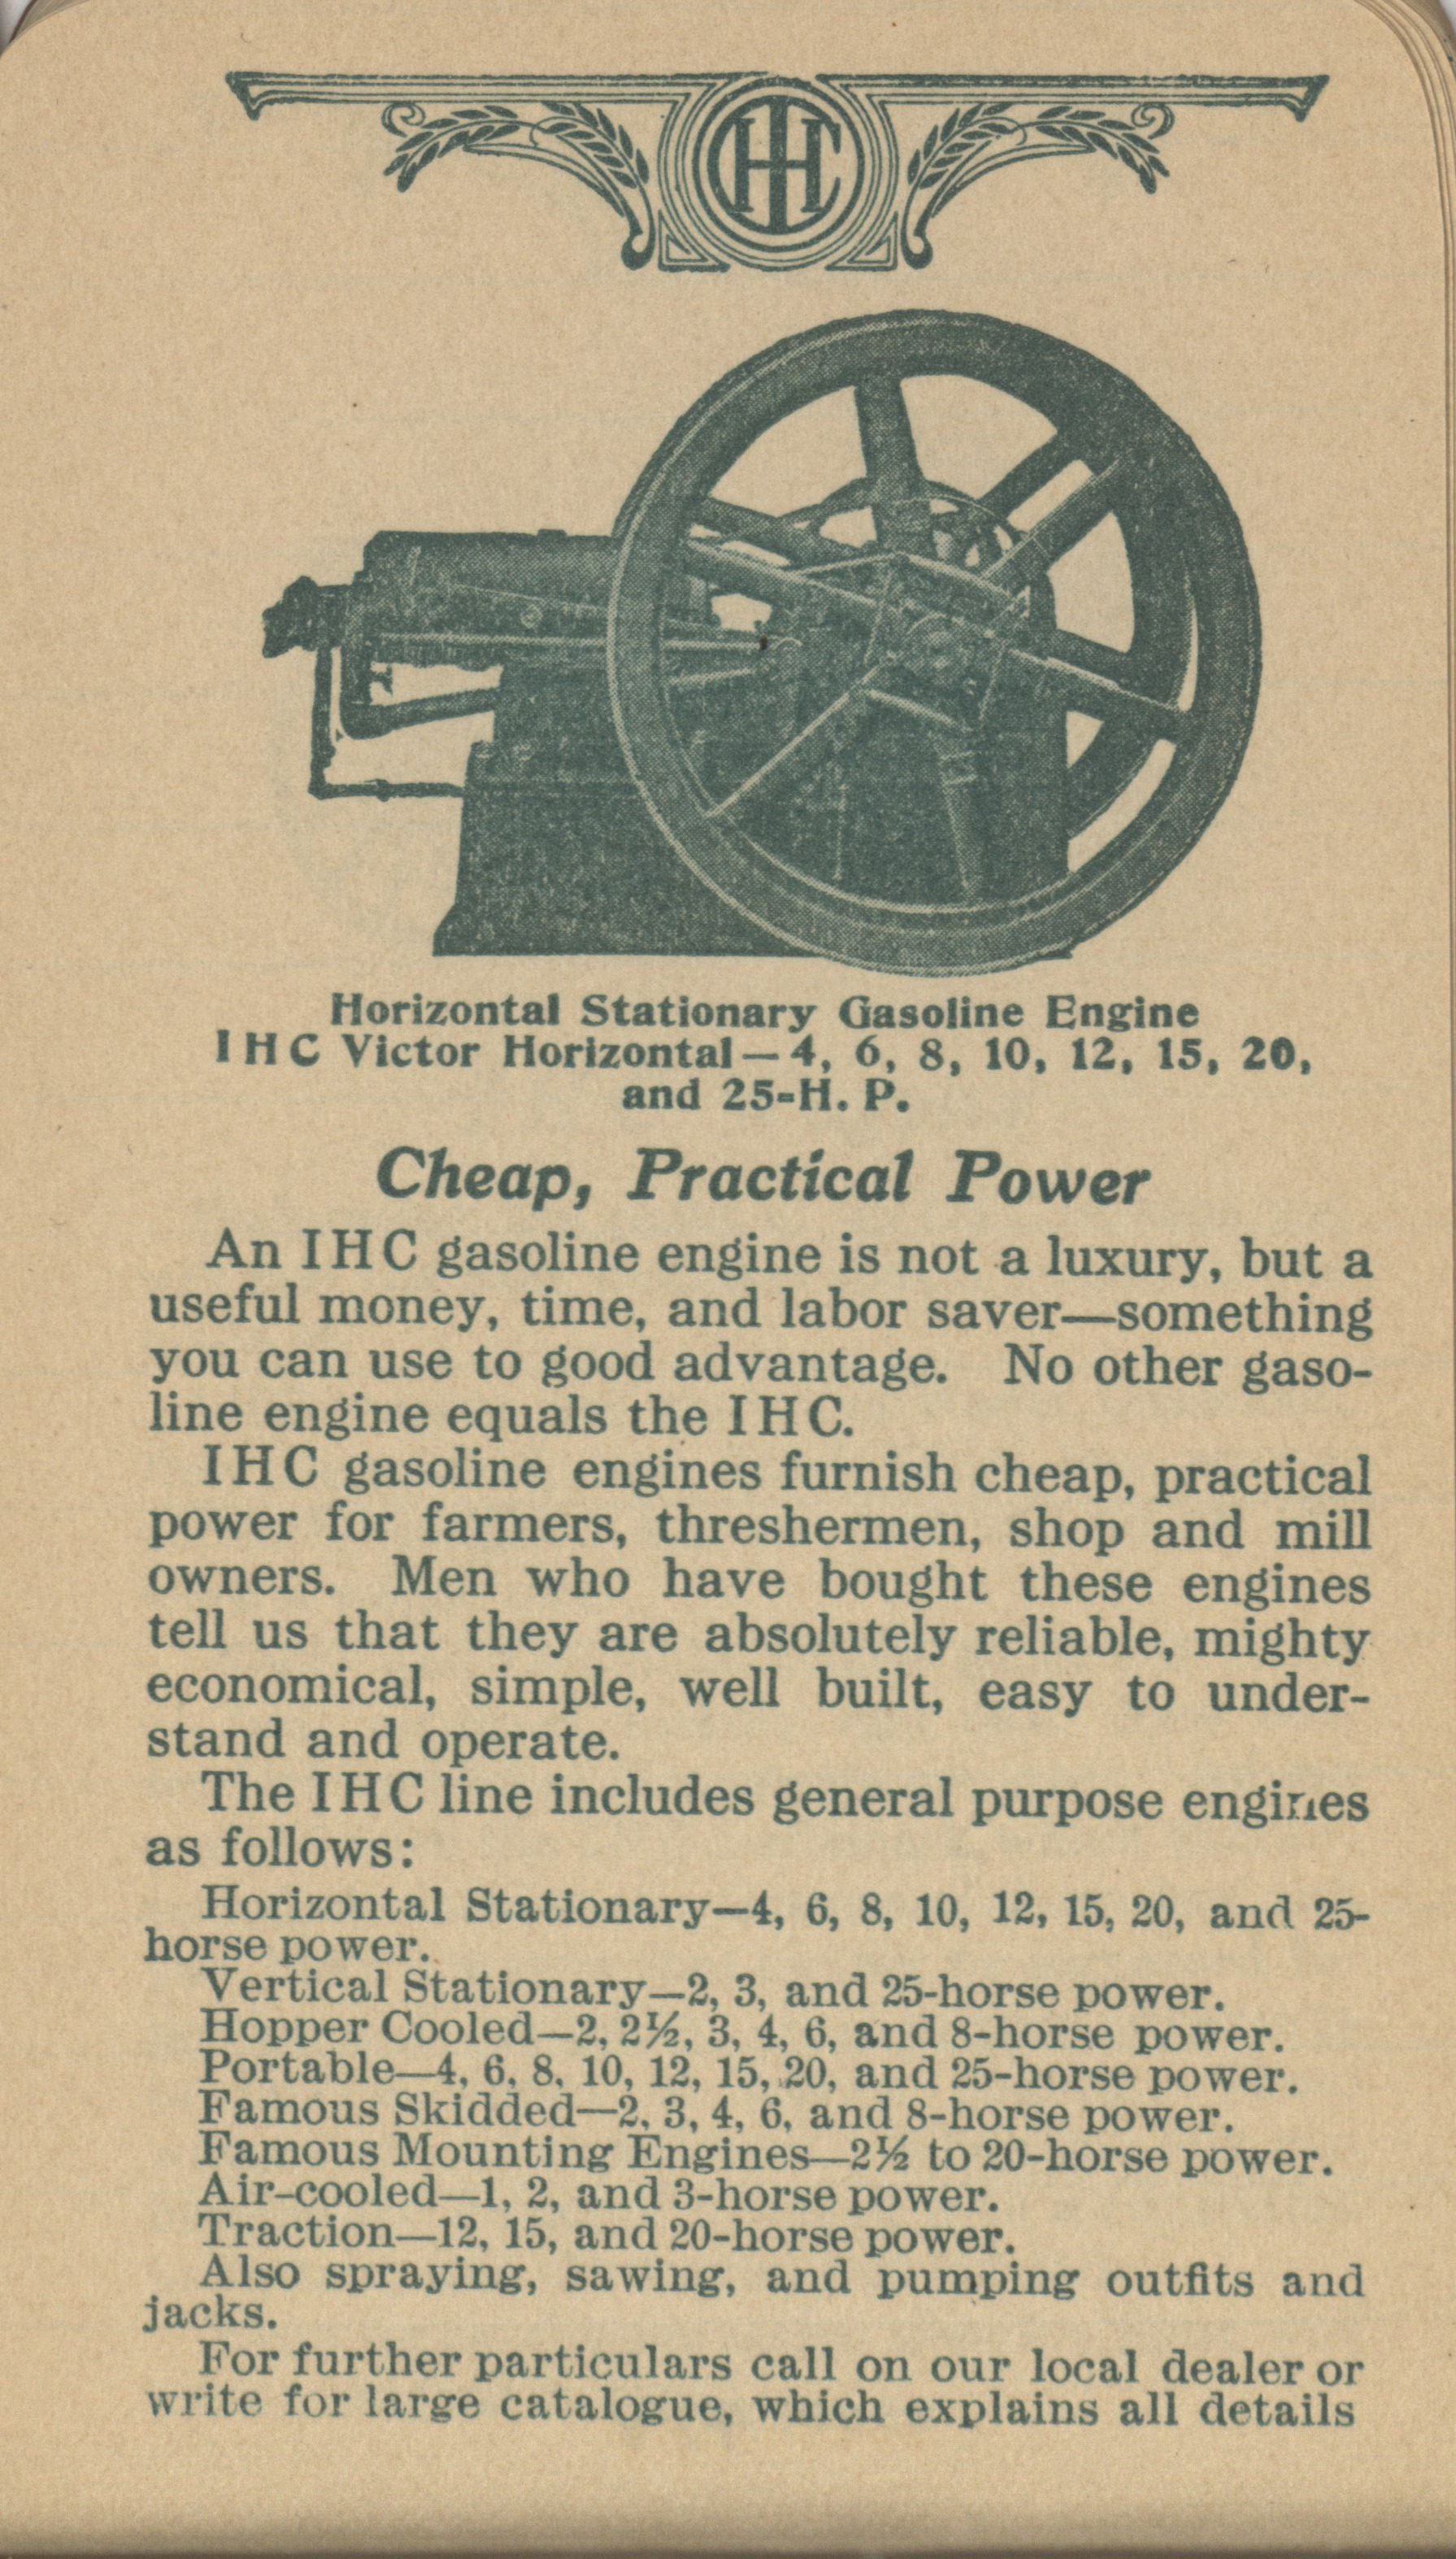 IHC
Horizontal Stationary Gasoline Engine
I H C Victor Horizontal—4, 6, 8, 10, 12, 15, 20,
and 25-H. P.
Cheap, Practical Power
An I H C gasoline engine is not a luxury, but a
useful money, time, and labor saver—something
you can use to good advantage. No other gaso-
line engine equals the I H C.
I H C gasoline engines furnish cheap, practical
power for farmers, threshermen, shop and mill
owners. Men who have bought these engines
tell us that they are absolutely reliable, mighty
economical, simple, well built, easy to under-
stand and operate.
The I H C line includes general purpose engines
as follows:
Horizontal Stationary—4, 6, 8, 10, 12, 15, 20, and 25-
horse power.
Vertical Stationary—2, 3, and 25-horse power.
Hopper Cooled—2, 2½, 3, 4, 6, and 8-horse power.
Portable—4, 6, 8, 10, 12, 15, 20, and 25-horse power.
Famous Skidded—2, 3, 4, 6, and 8-horse power.
Famous Mounting Engines—2½ to 20-horse power.
Air-cooled—1, 2, and 3-horse power.
Traction—12, 15, and 20-horse power.
Also spraying, sawing, and pumping outfits and
jacks.
For further particulars call on our local dealer or
write for large catalogue, which explains all details